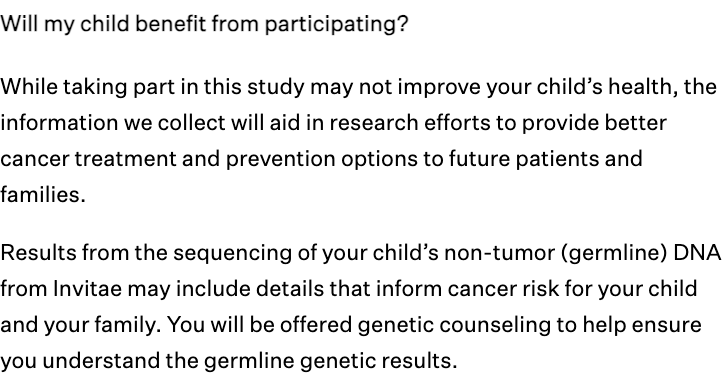 Will my child benefit from participating?
While taking part in this study may not improve your child’s health, the
information we collect will aid in research efforts to provide better
cancer treatment and prevention options to future patients and
families.
Results from the sequencing of your child’s non-tumor (germline) DNA
from Invitae may include details that inform cancer risk for your child
and your family. You will be offered genetic counseling to help ensure
you understand the germline genetic results.